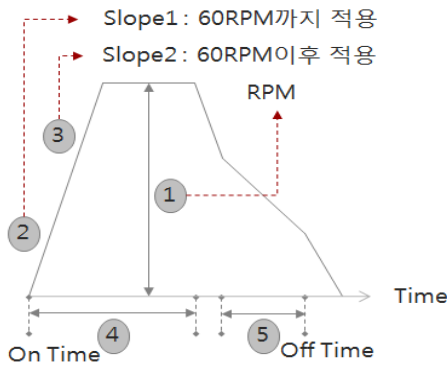 Slope1 : 60RPM까지 적용
Slope2 : 60RPM이후 적용
RPM
3
1
2
Time
4
5
On Time
Off Time